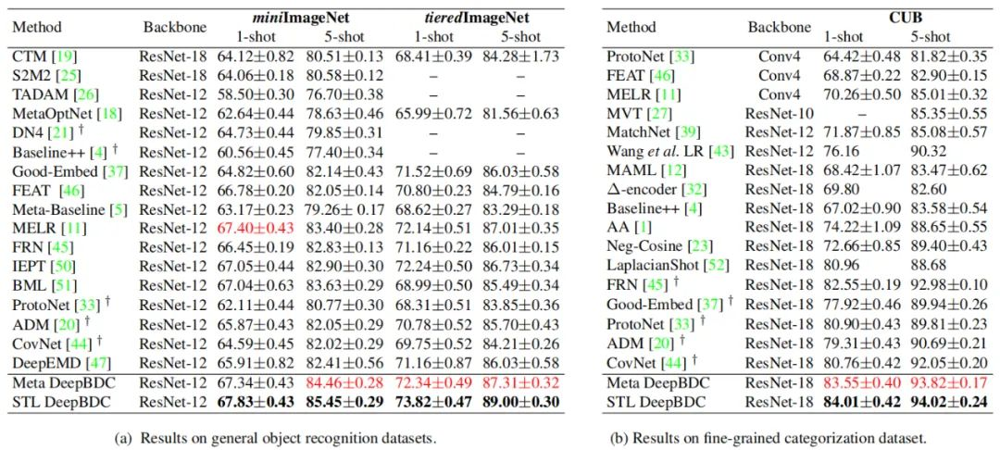 Method Backbone miniImageNet tieredImageNet
1-shot 5-shot 1-shot 5-shot
CTM [19] ResNet-18 64.12±0.82 80.51±0.13 68.41±0.39 84.28±1.73
S2M2 [25] ResNet-18 64.06±0.18 80.58±0.12 – –
TADAM [26] ResNet-12 58.50±0.30 76.70±0.38 – –
MetaOptNet [18] ResNet-12 62.64±0.44 78.63±0.46 65.99±0.72 81.56±0.63
DN4 [21] † ResNet-12 64.73±0.44 79.85±0.31 – –
Baseline++ [4] † ResNet-12 60.56±0.45 77.40±0.34 – –
Good-Embed [37] ResNet-12 64.82±0.60 82.14±0.43 71.52±0.69 86.03±0.58
FEAT [46] ResNet-12 66.78±0.20 82.05±0.14 70.80±0.23 84.79±0.16
Meta-Baseline [5] ResNet-12 63.17±0.23 79.26± 0.17 68.62±0.27 83.29±0.18
MELR [11] ResNet-12 67.40±0.43 83.40±0.28 72.14±0.51 87.01±0.35
FRN [45] ResNet-12 66.45±0.19 82.83±0.13 71.16±0.22 86.01±0.15
IEPT [50] ResNet-12 67.05±0.44 82.90±0.30 72.24±0.50 86.73±0.34
BML [51] ResNet-12 67.04±0.63 83.63±0.29 68.99±0.50 85.49±0.34
ProtoNet [33] † ResNet-12 62.11±0.44 80.77±0.30 68.31±0.51 83.85±0.36
ADM [20] † ResNet-12 65.87±0.43 82.05±0.29 70.78±0.52 85.70±0.43
CovNet [44] † ResNet-12 64.59±0.45 82.02±0.29 69.75±0.52 84.21±0.26
DeepEMD [47] ResNet-12 65.91±0.82 82.41±0.56 71.16±0.87 86.03±0.58
Meta DeepBDC ResNet-12 67.34±0.43 84.46±0.28 72.34±0.49 87.31±0.32
STL DeepBDC ResNet-12 67.83±0.43 85.45±0.29 73.82±0.47 89.00±0.30
(a) Results on general object recognition datasets.
Method Backbone CUB
1-shot 5-shot
ProtoNet [33] Conv4 64.42±0.48 81.82±0.35
FEAT [46] Conv4 68.87±0.22 82.90±0.15
MELR [11] Conv4 70.26±0.50 85.01±0.32
MVT [27] ResNet-10 – 85.35±0.55
MatchNet [39] ResNet-12 71.87±0.85 85.08±0.57
Wang et al. LR [43] ResNet-12 76.16 90.32
MAML [12] ResNet-18 68.42±1.07 83.47±0.62
Δ-encoder [32] ResNet-18 69.80 82.60
Baseline++ [4] ResNet-18 67.02±0.90 83.58±0.54
AA [1] ResNet-18 74.22±1.09 88.65±0.55
Neg-Cosine [23] ResNet-18 72.66±0.85 89.40±0.43
LaplacianShot [52] ResNet-18 80.96 88.68
FRN [45] † ResNet-18 82.55±0.19 92.98±0.10
Good-Embed [37] † ResNet-18 77.92±0.46 89.94±0.26
ProtoNet [33] † ResNet-18 80.90±0.43 89.81±0.23
ADM [20] † ResNet-18 79.31±0.43 90.69±0.21
CovNet [44] † ResNet-18 80.76±0.42 92.05±0.20
Meta DeepBDC ResNet-18 83.55±0.40 93.82±0.17
STL DeepBDC ResNet-18 84.01±0.42 94.02±0.24
(b) Results on fine-grained categorization dataset.